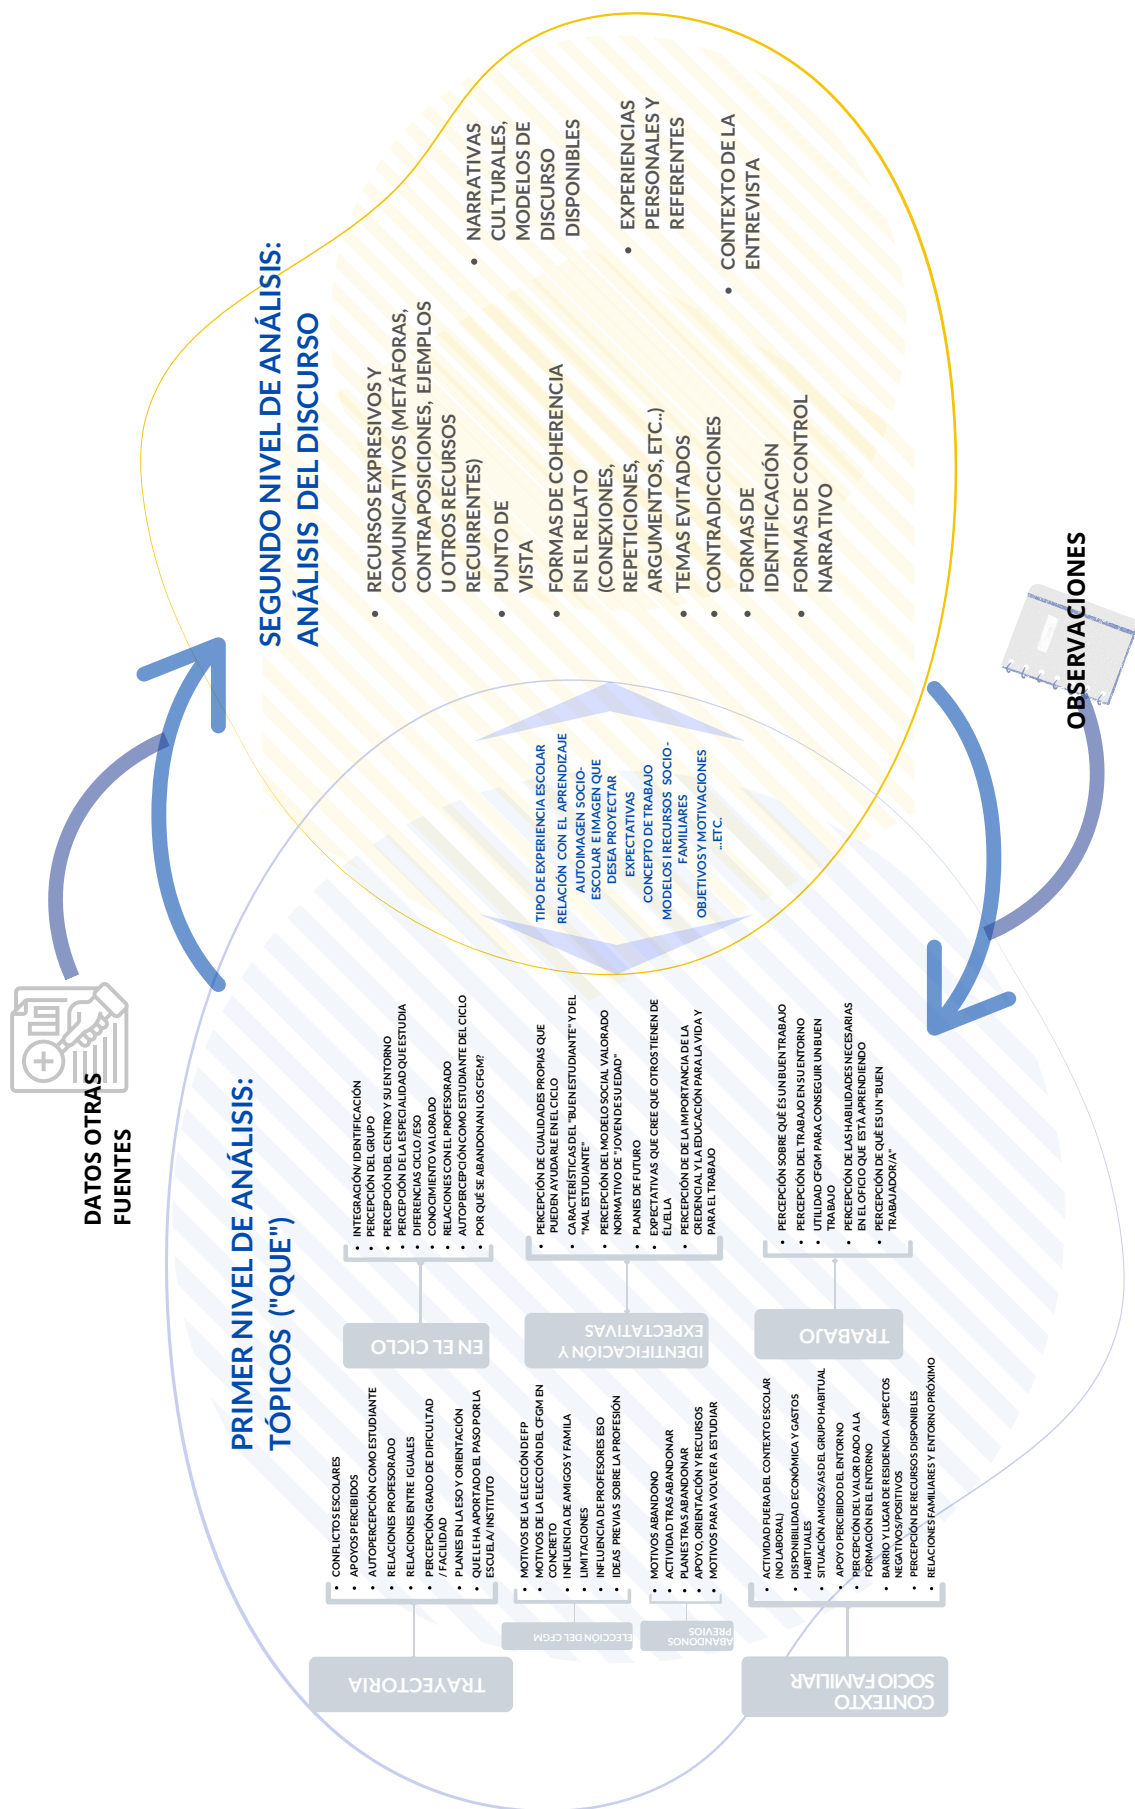 DATOS OTRAS
FUENTES
PRIMER NIVEL DE ANÁLISIS:
TÓPICOS ("QUE")
TRAYECTORIA
• CONFLICTOS ESCOLARES
• APOYOS PERCIBIDOS
• AUTOPERCEPCIÓN COMO ESTUDIANTE
• RELACIONES PROFESORADO
• RELACIONES ENTRE IGUALES
• PERCEPCIÓN GRADO DE DIFICULTAD
/ FACILIDAD
• PLANES EN LA ESO Y ORIENTACIÓN
• QUE LE HA APORTADO EL PASO POR LA
ESCUELA/ INSTITUTO
ELECCIÓN DEL CFGM
• MOTIVOS DE LA ELECCIÓN DE FP
• MOTIVOS DE LA ELECCIÓN DEL CFGM EN
CONCRETO
• INFLUENCIA DE AMIGOS Y FAMILA
• LIMITACIONES
• INFLUENCIA DE PROFESORES ESO
• IDEAS PREVIAS SOBRE LA PROFESIÓN
ABANDONOS
PREVIOS
• MOTIVOS ABANDONO
• ACTIVIDAD TRAS ABANDONAR
• PLANES TRAS ABANDONAR
• APOYO, ORIENTACIÓN Y RECURSOS
• MOTIVOS PARA VOLVER A ESTUDIAR
CONTEXTO
SOCIO FAMILIAR
• ACTIVIDAD FUERA DEL CONTEXTO ESCOLAR
(NO LABORAL)
• DISPONIBILIDAD ECONÓMICA Y GASTOS
HABITUALES
• SITUACIÓN AMIGOS/AS DEL GRUPO HABITUAL
• APOYO PERCIBIDO DEL ENTORNO
• PERCEPCIÓN DEL VALOR DADO A LA
FORMACIÓN EN EL ENTORNO
• BARRIO Y LUGAR DE RESIDENCIA ASPECTOS
NEGATIVOS/POSITIVOS
• PERCEPCIÓN DE RECURSOS DISPONIBLES
• RELACIONES FAMILIARES Y ENTORNO PRÓXIMO
EN EL CICLO
• INTEGRACIÓN/ IDENTIFICACIÓN
• PERCEPCIÓN DEL GRUPO
• PERCEPCIÓN DEL CENTRO Y SU ENTORNO
• PERCEPCIÓN DE LA ESPECIALIDAD QUE ESTUDIA
• DIFERENCIAS CICLO /ESO
• CONOCIMIENTO VALORADO
• RELACIONES CON EL PROFESORADO
• AUTOPERCEPCIÓN COMO ESTUDIANTE DEL CICLO
• POR QUÉ SE ABANDONAN LOS CFGM?
IDENTIFICACIÓN Y
EXPECTATIVAS
• PERCEPCIÓN DE CUALIDADES PROPIAS QUE
PUEDEN AYUDARLE EN EL CICLO
• CARACTERÍSTICAS DEL "BUEN ESTUDIANTE" Y DEL
"MAL ESTUDIANTE"
• PERCEPCIÓN DEL MODELO SOCIAL VALORADO
NORMATIVO DE "JOVEN DE SU EDAD"
• PLANES DE FUTURO
• EXPECTATIVAS QUE CREE QUE OTROS TIENEN DE
ÉL/ELLA
• PERCEPCIÓN DE DE LA IMPORTANCIA DE LA
CREDENCIAL Y LA EDUCACIÓN PARA LA VIDA Y
PARA EL TRABAJO
TRABAJO
• PERCEPCIÓN SOBRE QUÈ ÉS UN BUEN TRABAJO
• PERCEPCIÓN DEL TRABAJO EN SU ENTORNO
• UTILIDAD CFGM PARA CONSEGUIR UN BUEN
TRABAJO
• PERCEPCIÓN DE LAS HABILIDADES NECESARIAS
EN EL OFICIO QUE ESTÀ APRENDIENDO
• PERCEPCIÓN DE QUÉ ES UN "BUEN
TRABAJADOR/A"
TIPO DE EXPERIENCIA ESCOLAR
RELACIÓN CON EL APRENDIZAJE
AUTOIMAGEN SOCIO-
ESCOLAR E IMAGEN QUE
DESEA PROYECTAR
EXPECTATIVAS
CONCEPTO DE TRABAJO
MODELOS I RECURSOS SOCIO-
FAMILIARES
OBJETIVOS Y MOTIVACIONES
...ETC.
SEGUNDO NIVEL DE ANÁLISIS:
ANÁLISIS DEL DISCURSO
• RECURSOS EXPRESIVOS Y
COMUNICATIVOS (METÁFORAS,
CONTRAPOSICIONES, EJEMPLOS
U OTROS RECURSOS
RECURRENTES)
• PUNTO DE
VISTA
• FORMAS DE COHERENCIA
EN EL RELATO
(CONEXIONES,
REPETICIONES,
ARGUMENTOS, ETC..)
• TEMAS EVITADOS
• CONTRADICCIONES
• FORMAS DE
IDENTIFICACIÓN
• FORMAS DE CONTROL
NARRATIVO
• NARRATIVAS
CULTURALES,
MODELOS DE
DISCURSO
DISPONIBLES
• EXPERIENCIAS
PERSONALES Y
REFERENTES
• CONTEXTO DE LA
ENTREVISTA
OBSERVACIONES